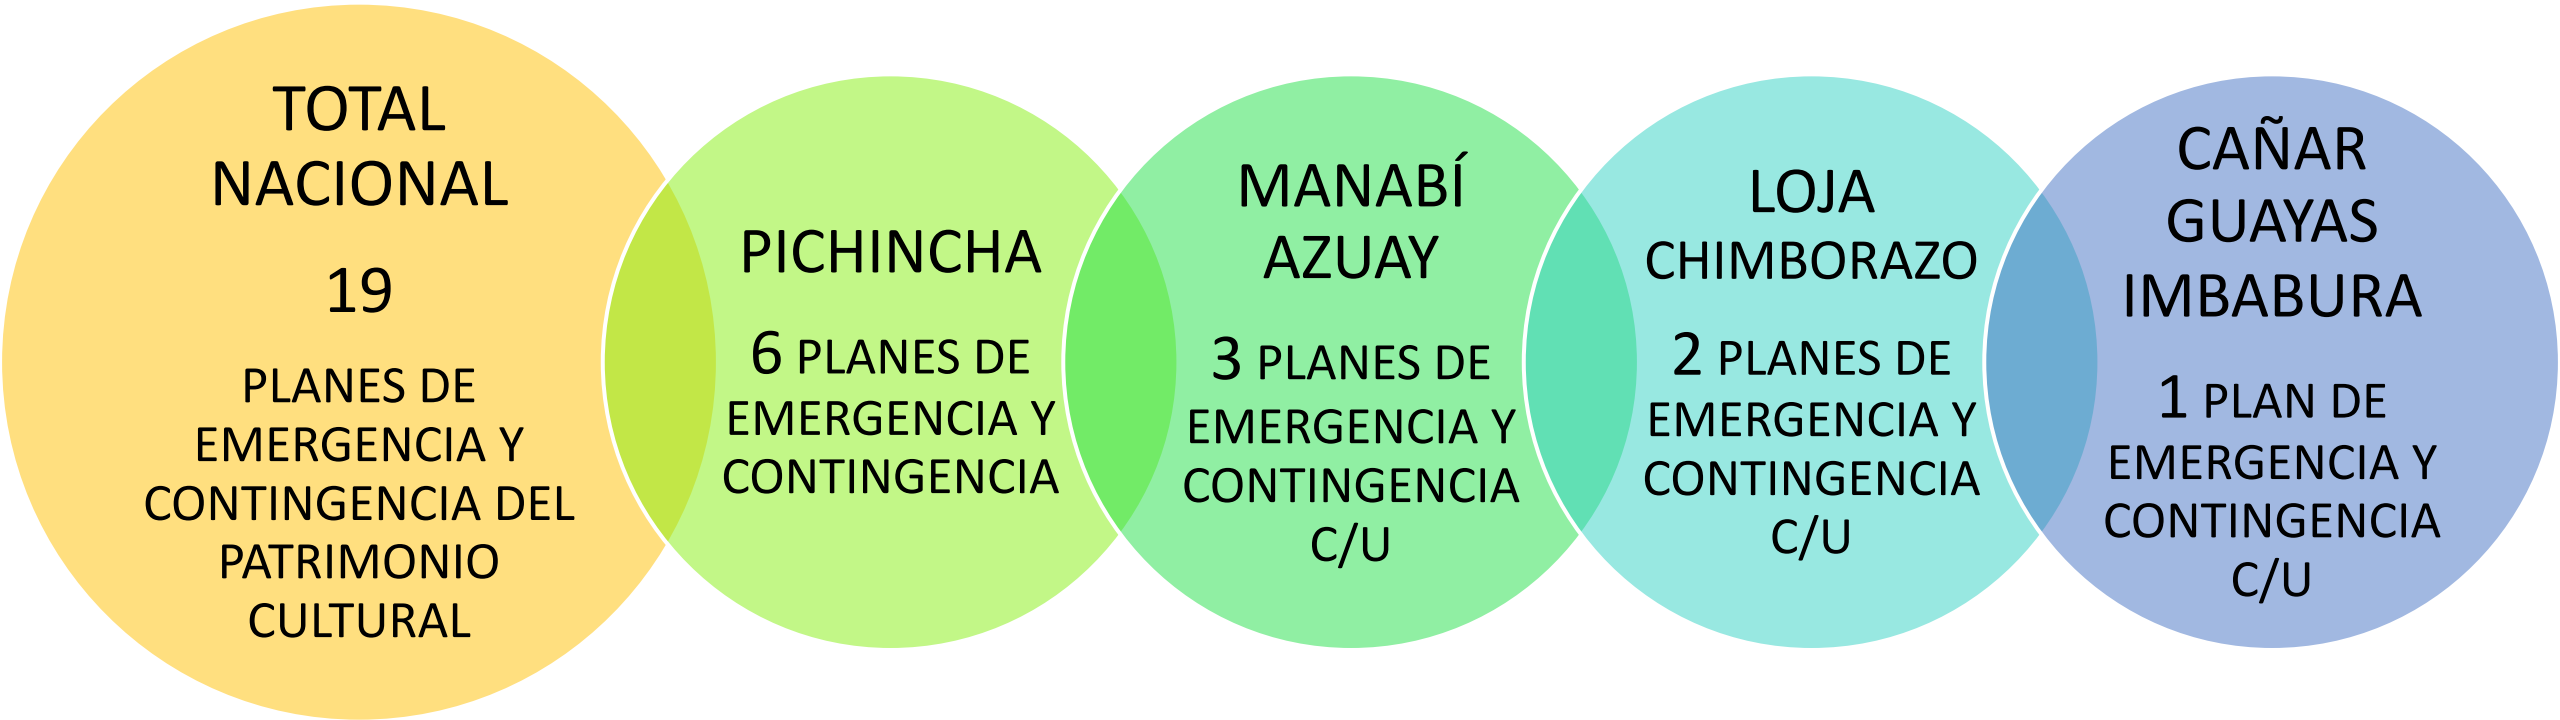 TOTAL
NACIONAL
19
PLANES DE
EMERGENCIA Y
CONTINGENCIA DEL
PATRIMONIO
CULTURAL
PICHINCHA
6 PLANES DE
EMERGENCIA Y
CONTINGENCIA
MANABÍ
AZUAY
3 PLANES DE
EMERGENCIA Y
CONTINGENCIA
C/U
LOJA
CHIMBORAZO
2 PLANES DE
EMERGENCIA Y
CONTINGENCIA
C/U
CAÑAR
GUAYAS
IMBABURA
1 PLAN DE
EMERGENCIA Y
CONTINGENCIA
C/U